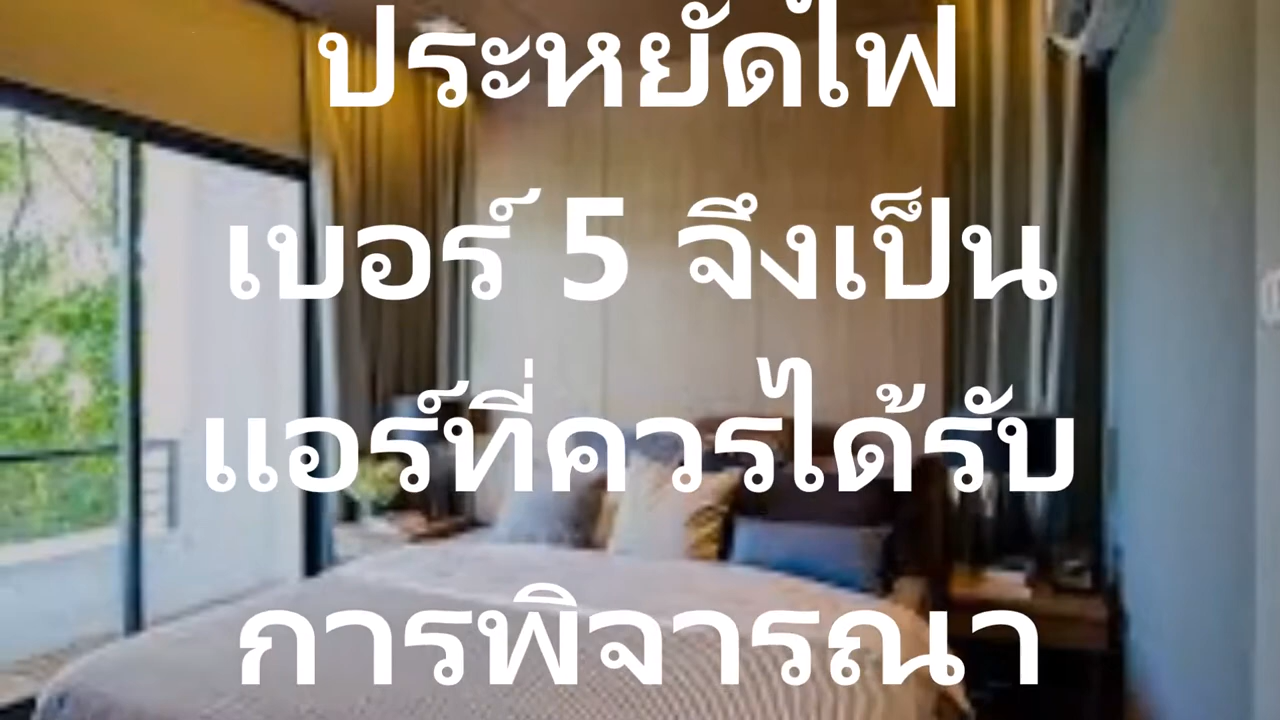 ประหยัดไฟ
เบอร์ 5 จึงเป็น
แอร์ที่ควรได้รับ
การพิจารณา